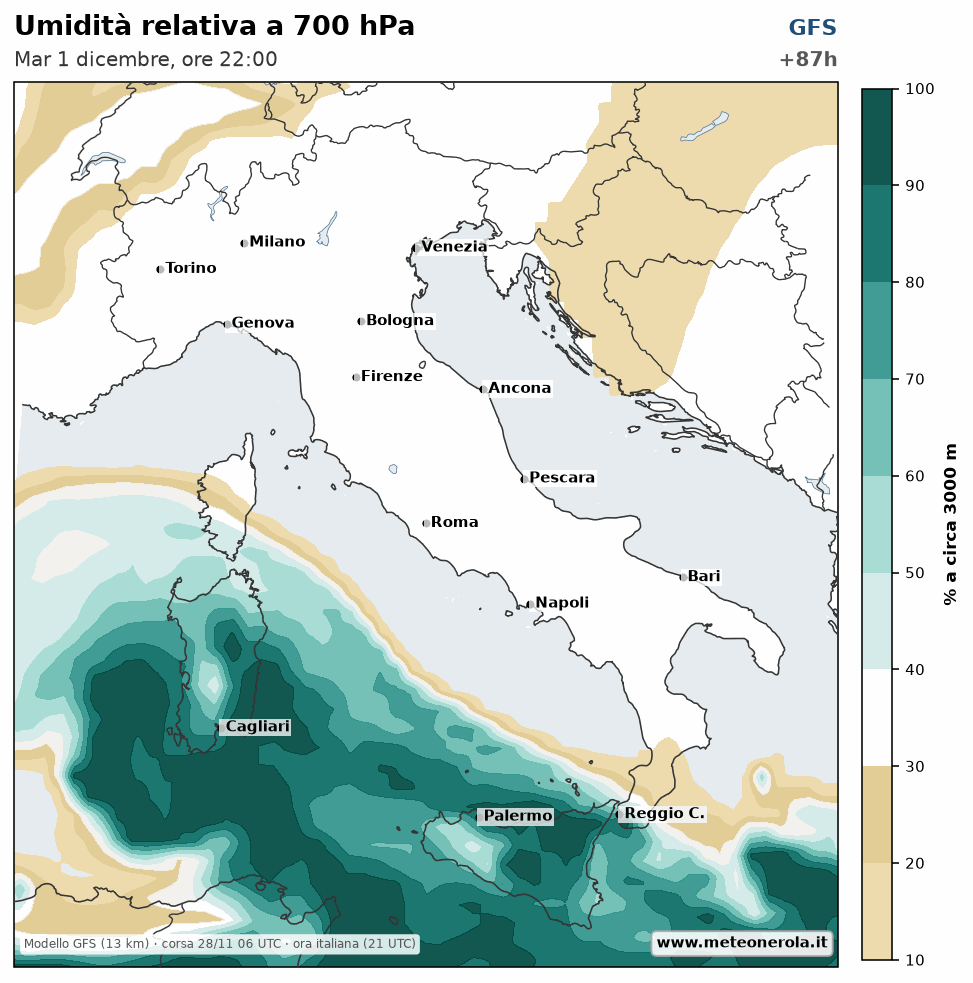 Umidità relativa a 700 hPa
GFS
Mar 1 dicembre, ore 22:00
+87h
Milano
Venezia
Torino
Genova
Bologna
Firenze
Ancona
Pescara
Roma
Bari
Napoli
Cagliari
Palermo
Reggio C.
100
90
80
70
60
50
40
30
20
10
% a circa 3000 m
Modello GFS (13 km) · corsa 28/11 06 UTC · ora italiana (21 UTC)
www.meteonerola.it